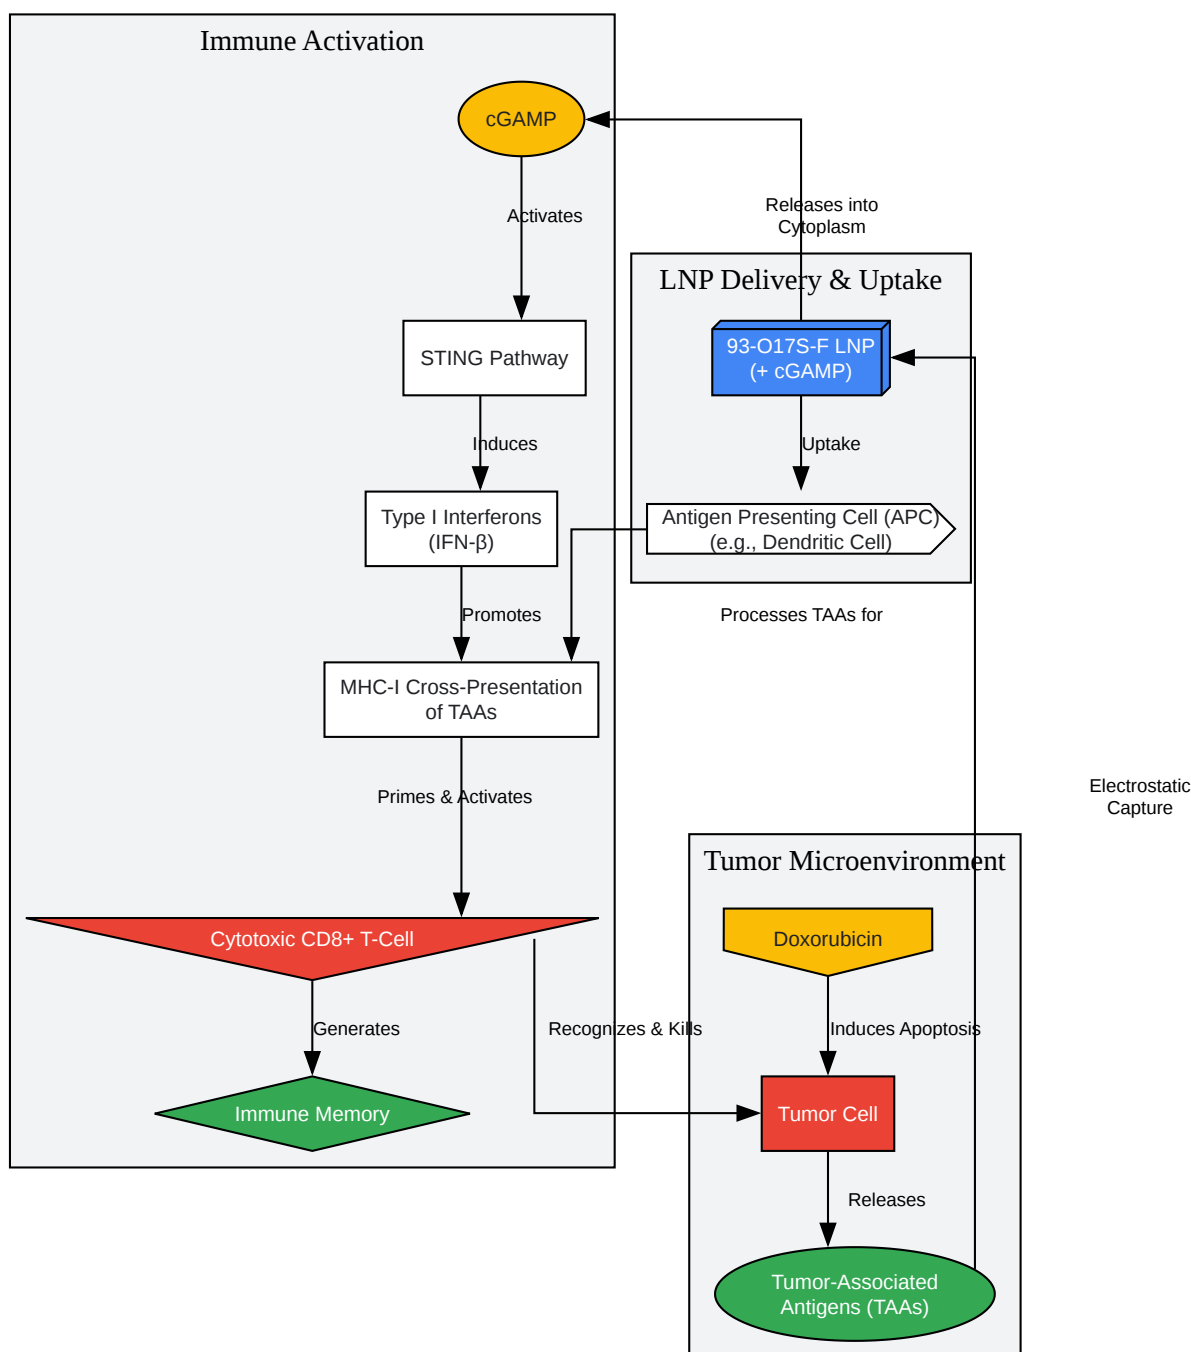 Immune Activation
cGAMP
Activates
Releases into
Cytoplasm
LNP Delivery & Uptake
STING Pathway
93-O17S-F LNP
(+ cGAMP)
Induces
Uptake
Type I Interferons
(IFN-β)
Antigen Presenting Cell (APC)
(e.g., Dendritic Cell)
Promotes
Processes TAAs for
MHC-I Cross-Presentation
of TAAs
Primes & Activates
Electrostatic
Capture
Tumor Microenvironment
Cytotoxic CD8+ T-Cell
Doxorubicin
Generates
Recognizes & Kills
Induces Apoptosis
Immune Memory
Tumor Cell
Releases
Tumor-Associated
Antigens (TAAs)